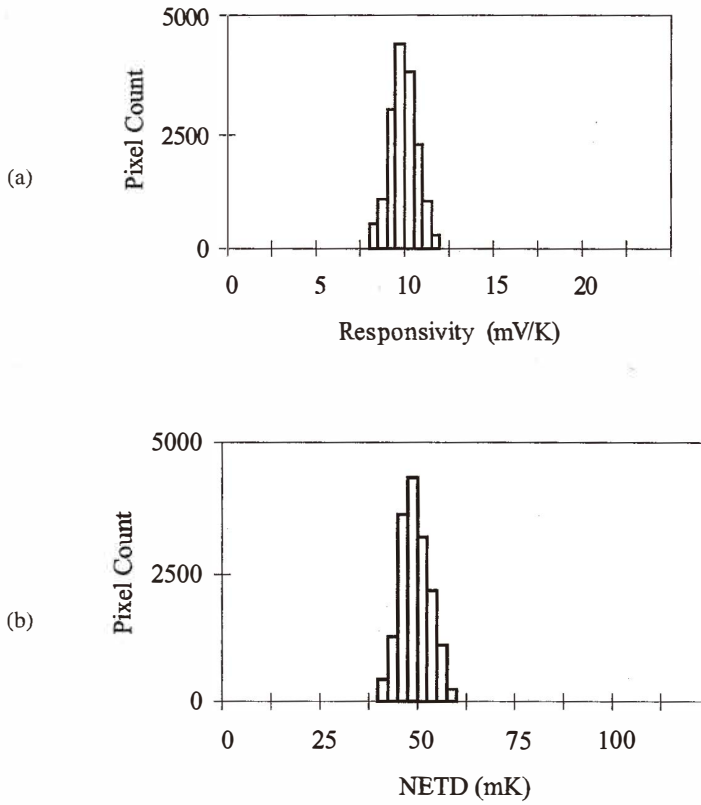 5000
2500
0
Pixel Count
(a)
0 5 10 15 20
Responsivity (mV/K)
5000
2500
0
Pixel Count
(b)
0 25 50 75 100
NETD (mK)